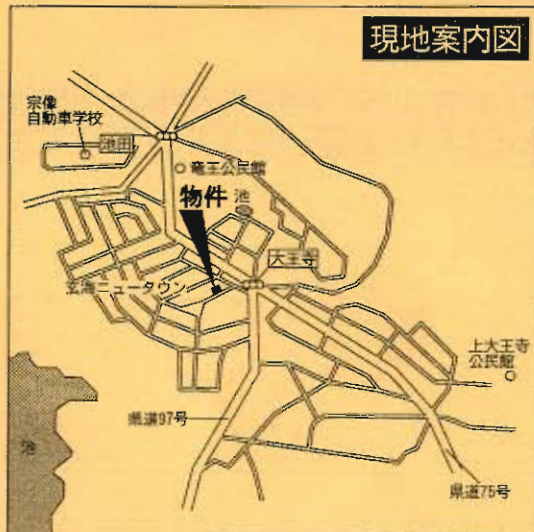 現地案内図
宗像
自動車学校
池田
竜王公民館
物件
池
大王寺
玄海ニュータウン
上大王寺
公民館
県道97号
池
県道75号